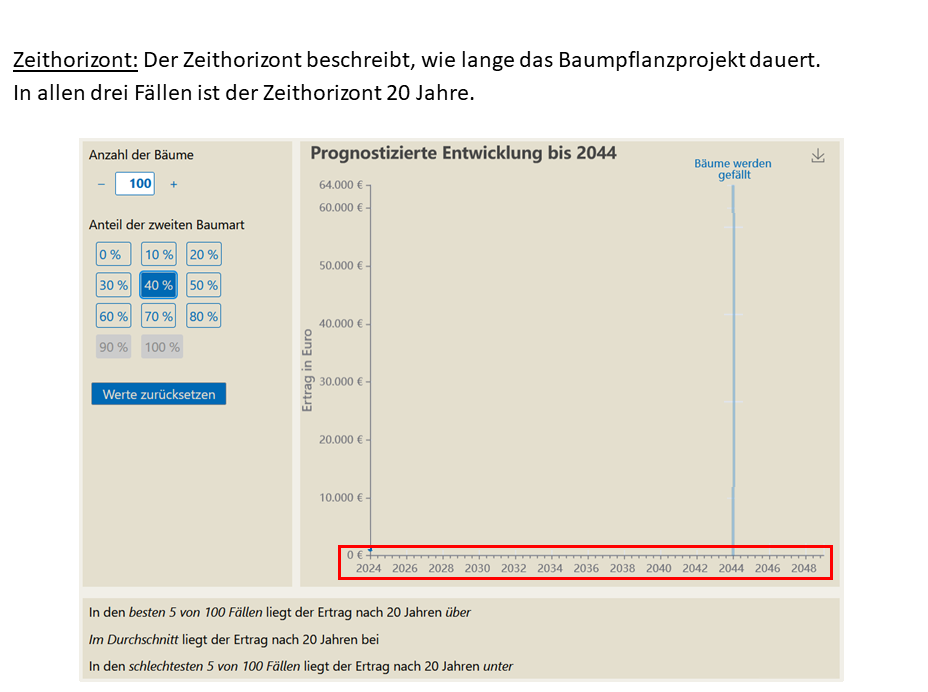 Zeithorizont: Der Zeithorizont beschreibt, wie lange das Baumpflanzprojekt dauert.
In allen drei Fällen ist der Zeithorizont 20 Jahre.
Anzahl der Bäume
– 100 +
Anteil der zweiten Baumart
0 % 10 % 20 %
30 % 40 % 50 %
60 % 70 % 80 %
90 % 100 %
Werte zurücksetzen
Prognostizierte Entwicklung bis 2044
Bäume werden
gefällt
Ertrag in Euro
64.000 €
60.000 €
50.000 €
40.000 €
30.000 €
20.000 €
10.000 €
0 €
2024 2026 2028 2030 2032 2034 2036 2038 2040 2042 2044 2046 2048
In den besten 5 von 100 Fällen liegt der Ertrag nach 20 Jahren über
Im Durchschnitt liegt der Ertrag nach 20 Jahren bei
In den schlechtesten 5 von 100 Fällen liegt der Ertrag nach 20 Jahren unter